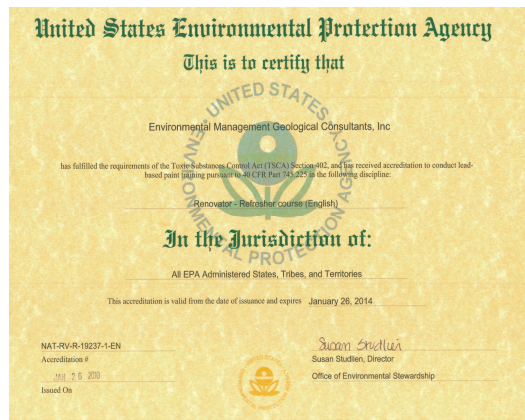 United States Environmental Protection Agency
This is to certify that
UNITED STATES
ENVIRONMENTAL PROTECTION AGENCY
Environmental Management Geological Consultants, Inc
has fulfilled the requirements of the Toxic Substances Control Act (TSCA) Section 402, and has received accreditation to conduct lead-
based paint training pursuant to 40 CFR Part 745.225 in the following discipline:
Renovator - Refresher course (English)
In the Jurisdiction of:
All EPA Administered States, Tribes, and Territories
This accreditation is valid from the date of issuance and expires January 26, 2014
NAT-RV-R-19237-1-EN
Accreditation #
JAN 26 2010
Issued On
Susan Studlien
Susan Studlien, Director
Office of Environmental Stewardship